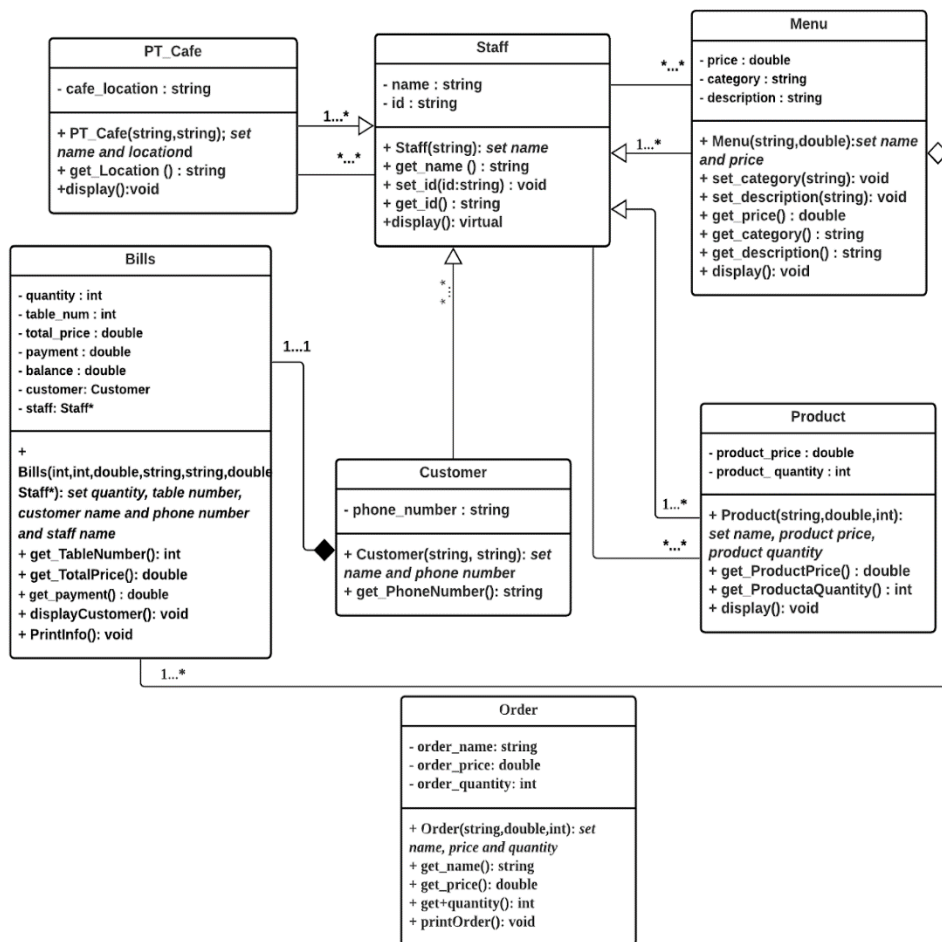 PT_Cafe
- cafe_location : string
+ PT_Cafe(string,string); set
name and locationd
+ get_Location () : string
+display():void
1...*
*...*
Staff
- name : string
- id : string
+ Staff(string): set name
+ get_name () : string
+ set_id(id:string) : void
+ get_id() : string
+display(): virtual
*...*
1...*
Menu
- price : double
- category : string
- description : string
+ Menu(string,double):set name
and price
+ set_category(string): void
+ set_description(string): void
+ get_price() : double
+ get_category() : string
+ get_description() : string
+ display(): void
Bills
- quantity : int
- table_num : int
- total_price : double
- payment : double
- balance : double
- customer: Customer
- staff: Staff*
+
Bills(int,int,double,string,string,double
Staff*): set quantity, table number,
customer name and phone number
and staff name
+ get_TableNumber(): int
+ get_TotalPrice(): double
+ get_payment() : double
+ displayCustomer(): void
+ PrintInfo(): void
1...1
*...*
Customer
- phone_number : string
+ Customer(string, string): set
name and phone number
+ get_PhoneNumber(): string
Product
- product_price : double
- product_ quantity : int
+ Product(string,double,int):
set name, product price,
product quantity
+ get_ProductPrice() : double
+ get_ProductaQuantity() : int
+ display(): void
1...*
*...*
1...*
Order
- order_name: string
- order_price: double
- order_quantity: int
+ Order(string,double,int): set
name, price and quantity
+ get_name(): string
+ get_price(): double
+ get+quantity(): int
+ printOrder(): void